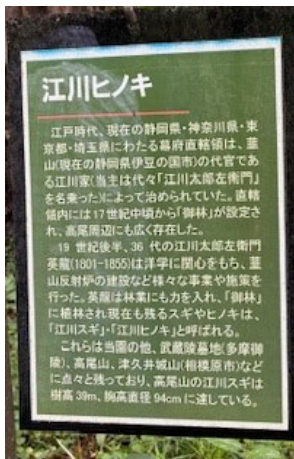 江川ヒノキ
江戸時代、現在の静岡県・神奈川県・東
京都・埼玉県にわたる幕府直轄領は、韮
山(現在の静岡県伊豆の国市)の代官であ
る江川家(当主は代々「江川太郎左衛門」
を名乗った)によって治められていた。直轄
領内には17世紀中頃から「御林」が設定さ
れ、高尾周辺にも広く存在した。
19 世紀後半、36 代の江川太郎左衛門
英龍(1801-1855)は洋学に関心をもち、韮
山反射炉の建設など様々な事業や施策を
行った。英龍は林業にも力を入れ、「御林」
に植林され現在も残るスギやヒノキは、
「江川スギ」・「江川ヒノキ」と呼ばれる。
これらは当園の他、武蔵陵墓地(多摩御
陵)、高尾山、津久井城山(相模原市)など
に点々と残っており、高尾山の江川スギは
樹高 39m、胸高直径 94cm に達している。